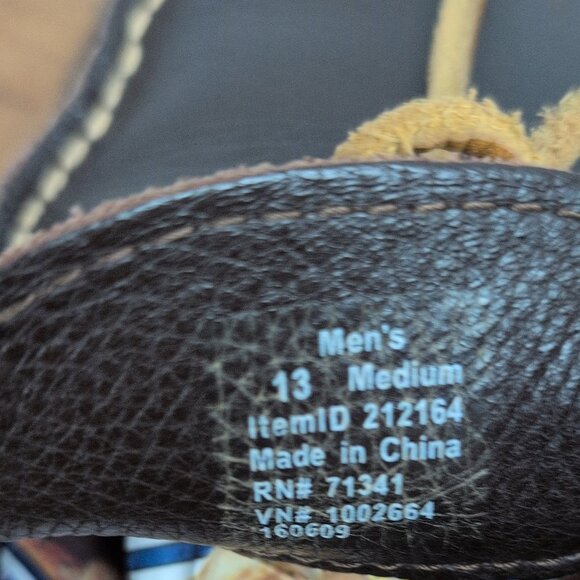 Men's
13 Medium
ItemID 212164
Made in China
RN# 71341
VN# 1002664
160609